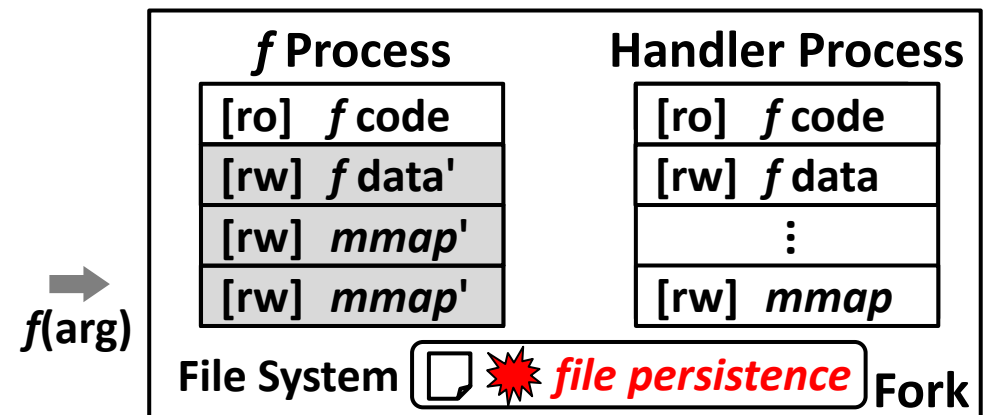 f Process
[ro] f code
[rw] f data'
[rw] mmap'
[rw] mmap'
Handler Process
[ro] f code
[rw] f data
⋮
[rw] mmap
f(arg)
File System
file persistence
Fork